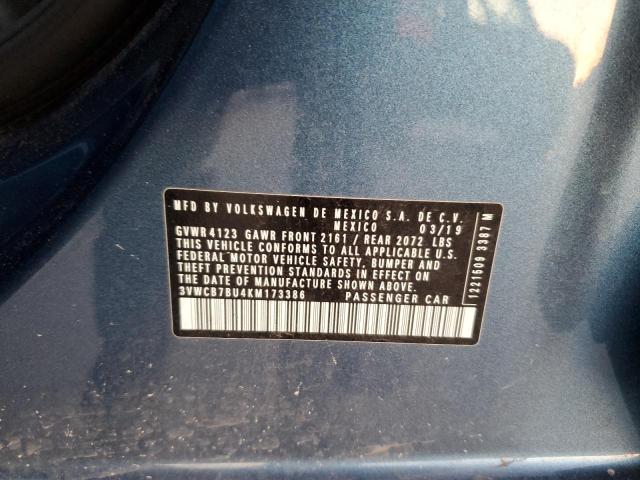 MFD BY VOLKSWAGEN DE MEXICO S.A. DE C.V.
MEXICO 03/19
GVWR 4123 GAWR FRONT 2161 / REAR 2072 LBS
THIS VEHICLE CONFORMS TO ALL APPLICABLE U.S.
FEDERAL MOTOR VEHICLE SAFETY, BUMPER AND
THEFT PREVENTION STANDARDS IN EFFECT ON
THE DATE OF MANUFACTURE SHOWN ABOVE.
3VWCB7BU4KM173386 PASSENGER CAR
1221509 3387 M